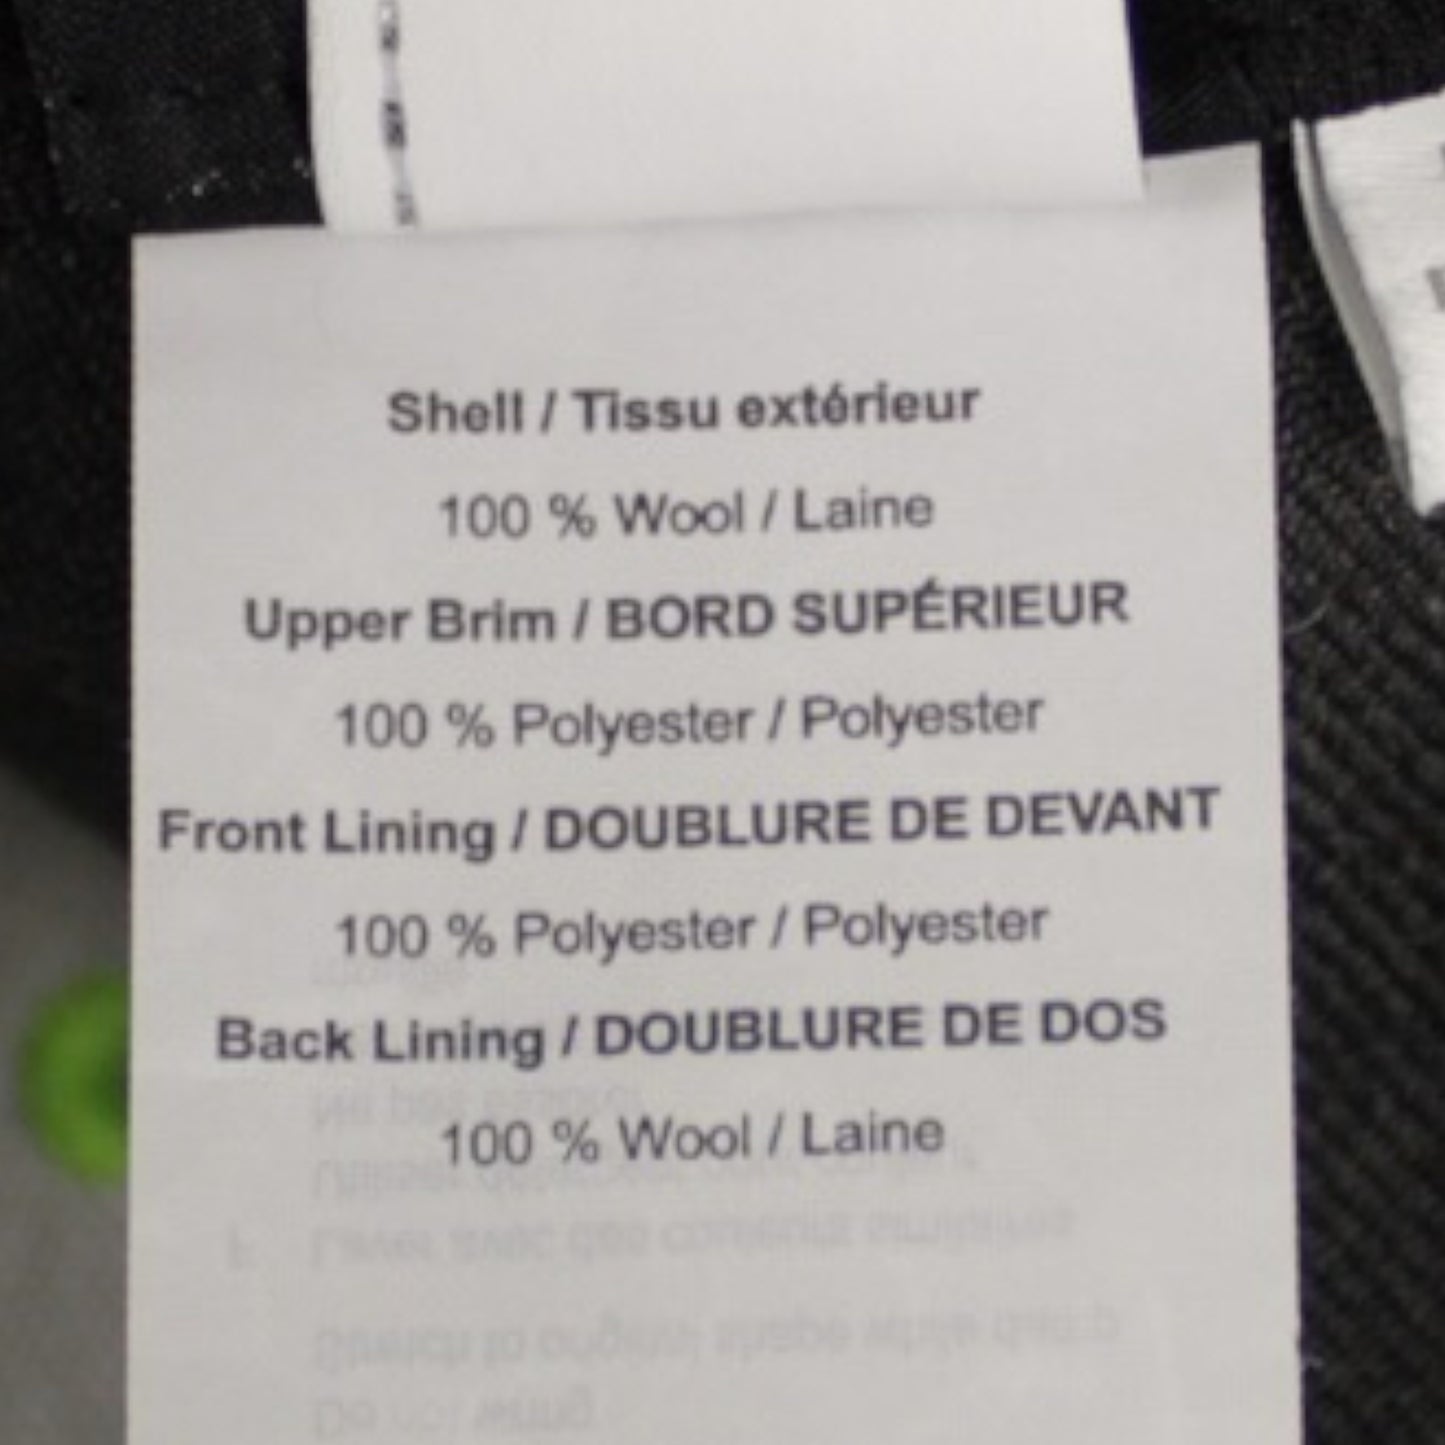 Shell / Tissu extérieur
100 % Wool / Laine
Upper Brim / BORD SUPÉRIEUR
100 % Polyester / Polyester
Front Lining / DOUBLURE DE DEVANT
100 % Polyester / Polyester
Back Lining / DOUBLURE DE DOS
100 % Wool / Laine